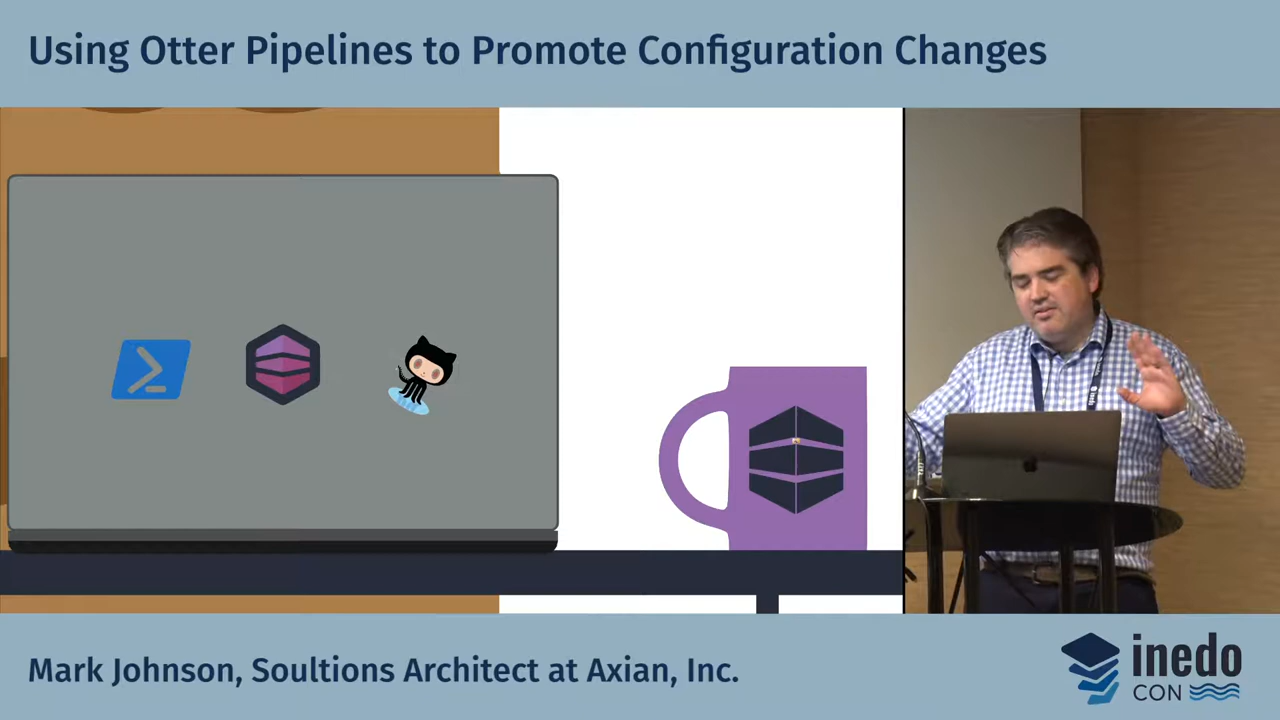 Using Otter Pipelines to Promote Configuration Changes
Mark Johnson, Soultions Architect at Axian, Inc.
inedo
CON